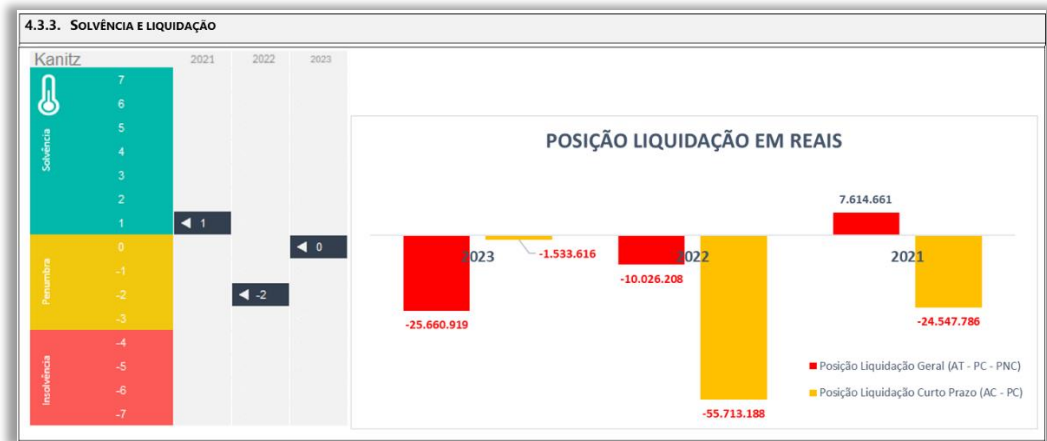 4.3.3. SOLVÊNCIA E LIQUIDAÇÃO
Kanitz 2021 2022 2023
Solvência
7
6
5
4
3
2
1 1
Penumbra
0 0
-1
-2 -2
-3
Insolvência
-4
-5
-6
-7
POSIÇÃO LIQUIDAÇÃO EM REAIS
7.614.661
2023 -1.533.616 2022 2021
-10.026.208
-25.660.919 -24.547.786
-55.713.188
Posição Liquidação Geral (AT - PC - PNC)
Posição Liquidação Curto Prazo (AC - PC)